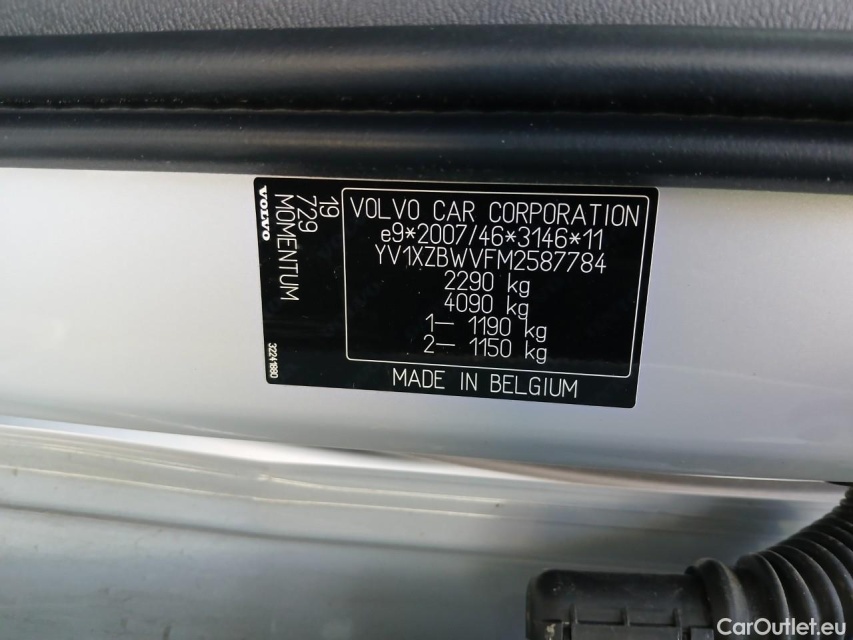 VOLVO
19
729
MOMENTUM
32241890
VOLVO CAR CORPORATION
e9*2007/46*3146*11
YV1XZBWVFM2587784
2290 kg
4090 kg
1– 1190 kg
2– 1150 kg
MADE IN BELGIUM
CarOutlet.eu